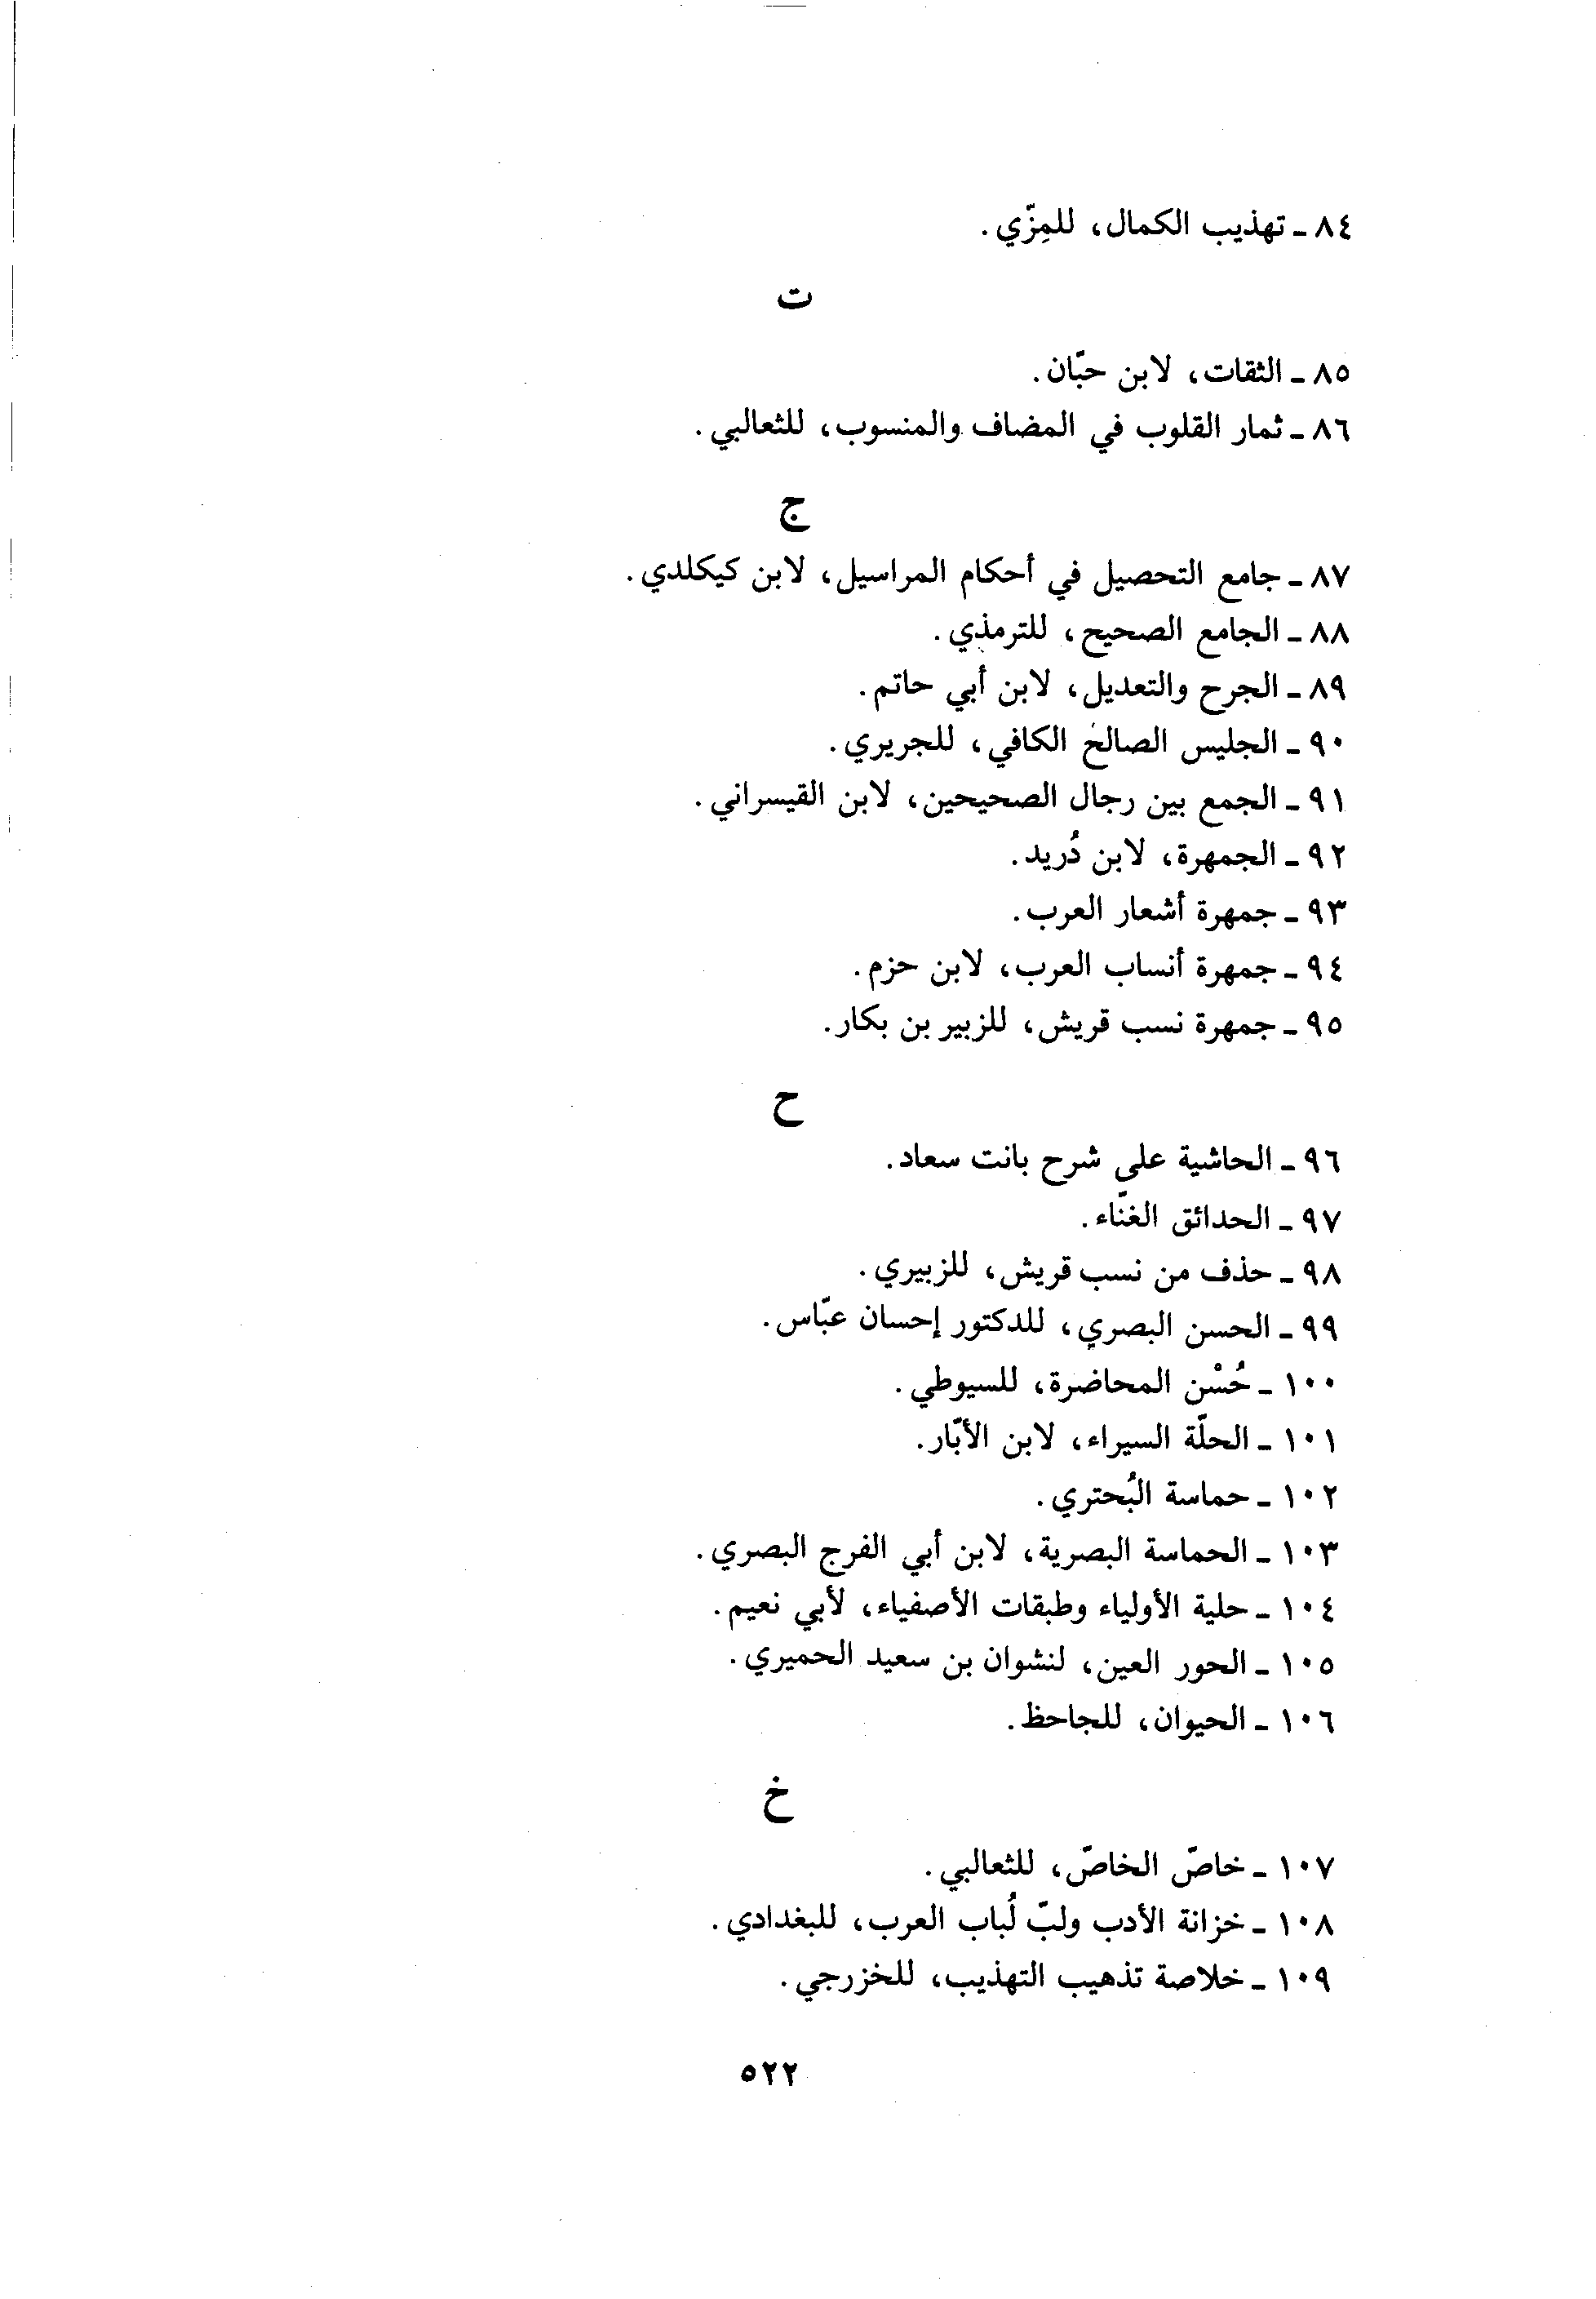 ٨٤ - تهذيب الكمال، للمِزّي.
ت
٨٥ - الثقات، لابن حبّان.
٨٦ - ثمار القلوب في المضاف والمنسوب، للثعالبي.
ج
٨٧ - جامع التحصيل في أحكام المراسيل، لابن كيكلدي.
٨٨ - الجامع الصحيح، للترمذي.
٨٩ - الجرح والتعديل، لابن أبي حاتم.
٩٠ - الجليس الصالح الكافي، للجريري.
٩١ - الجمع بين رجال الصحيحين، لابن القيسراني.
٩٢ - الجمهرة، لابن دُريد.
٩٣ - جمهرة أشعار العرب.
٩٤ - جمهرة أنساب العرب، لابن حزم.
٩٥ - جمهرة نسب قريش، للزبير بن بكار.
ح
٩٦ - الحاشية على شرح بانت سعاد.
٩٧ - الحدائق الغنّاء.
٩٨ - حذف من نسب قريش، للزبيري.
٩٩ - الحسن البصري، للدكتور إحسان عبّاس.
١٠٠ - حُسْن المحاضرة، للسيوطي.
١٠١ - الحلّة السيراء، لابن الأبّار.
١٠٢ - حماسة البُحتري.
١٠٣ - الحماسة البصرية، لابن أبي الفرج البصري.
١٠٤ - حلية الأولياء وطبقات الأصفياء، لأبي نعيم.
١٠٥ - الحور العين، لنشوان بن سعيد الحميري.
١٠٦ - الحيوان، للجاحظ.
خ
١٠٧ - خاصّ الخاصّ، للثعالبي.
١٠٨ - خزانة الأدب ولبّ لُباب العرب، للبغدادي.
١٠٩ - خلاصة تذهيب التهذيب، للخزرجي.
٥٢٢